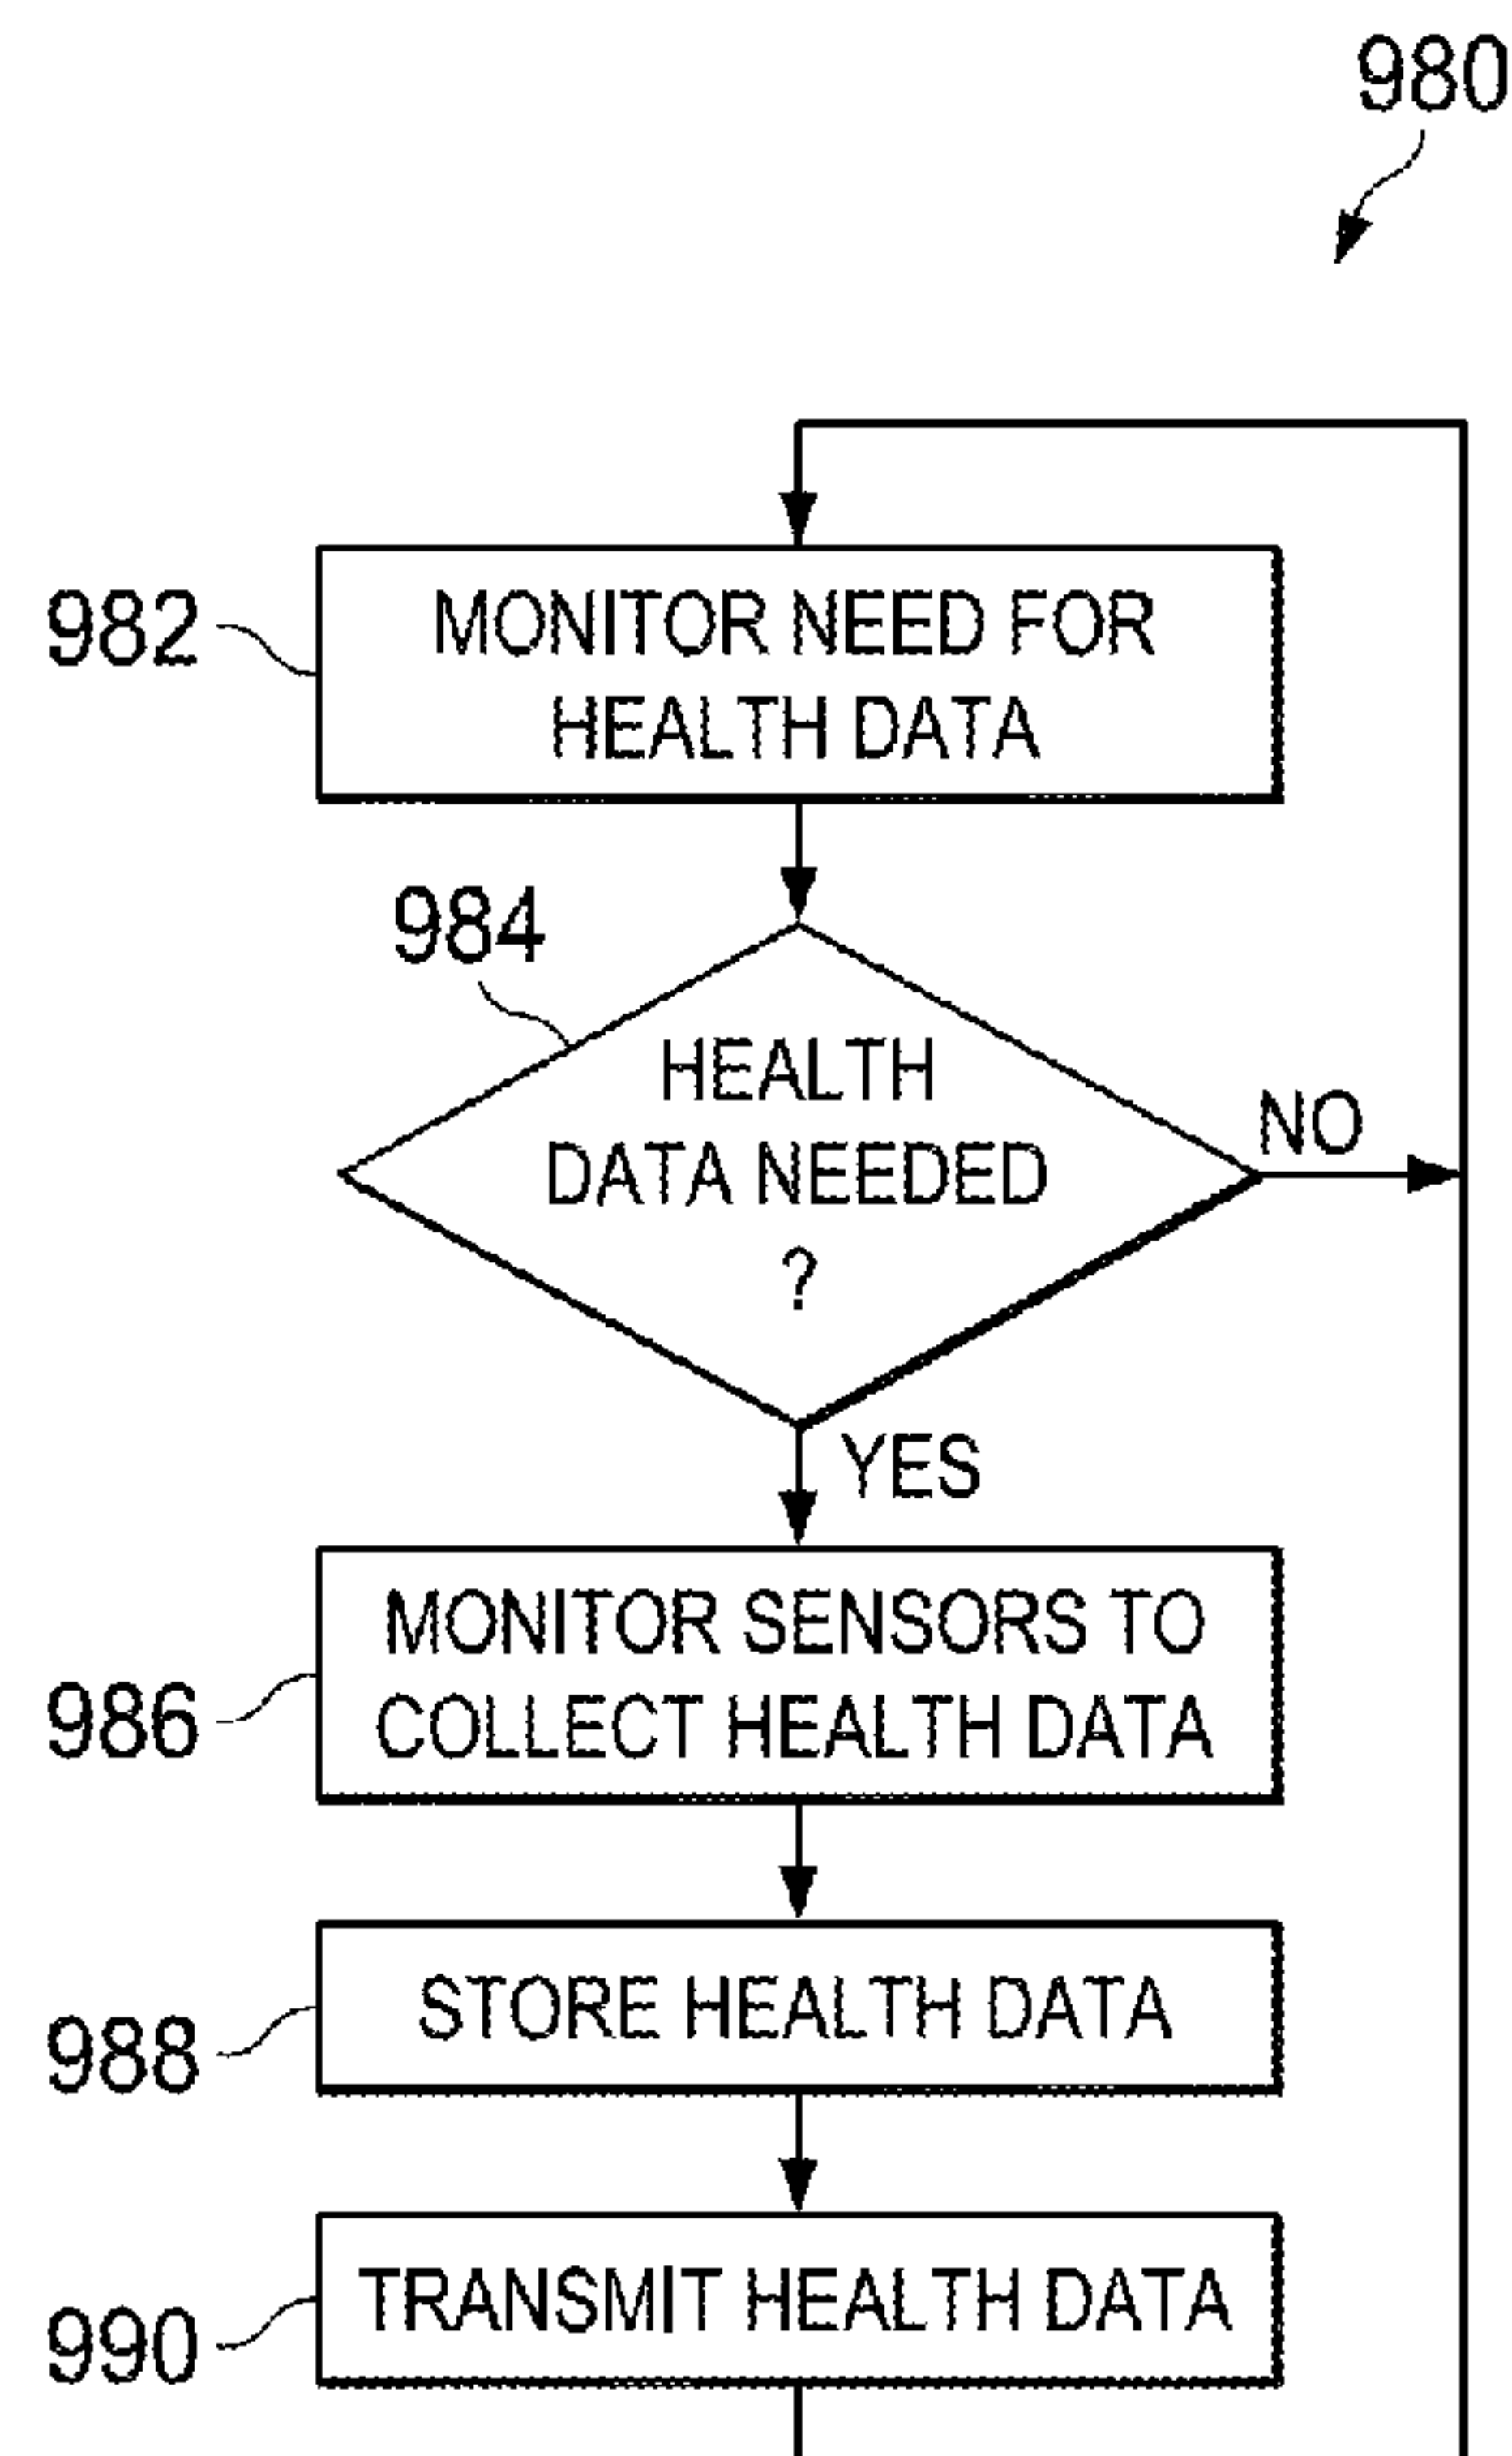 980
982
MONITOR NEED FOR
HEALTH DATA
984
HEALTH
DATA NEEDED
?
NO
YES
986
MONITOR SENSORS TO
COLLECT HEALTH DATA
988
STORE HEALTH DATA
990
TRANSMIT HEALTH DATA